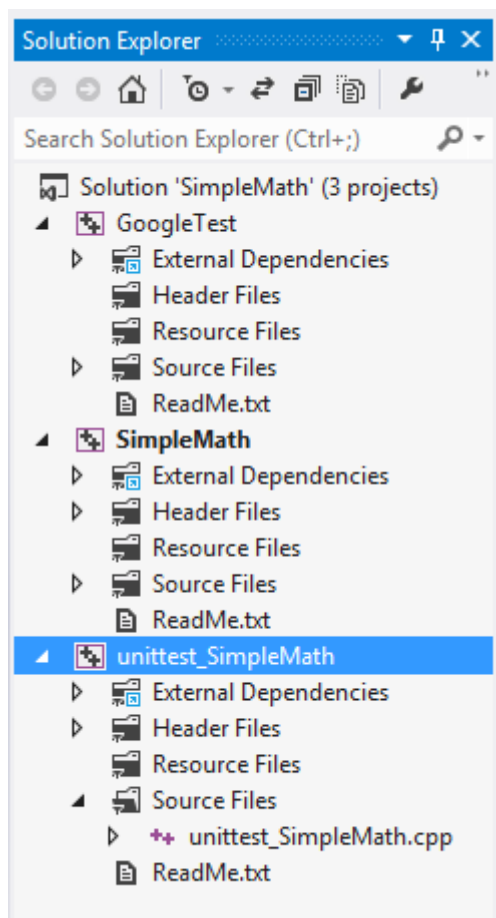 Solution Explorer
Search Solution Explorer (Ctrl+;)
Solution 'SimpleMath' (3 projects)
GoogleTest
External Dependencies
Header Files
Resource Files
Source Files
ReadMe.txt
SimpleMath
External Dependencies
Header Files
Resource Files
Source Files
ReadMe.txt
unittest_SimpleMath
External Dependencies
Header Files
Resource Files
Source Files
unittest_SimpleMath.cpp
ReadMe.txt